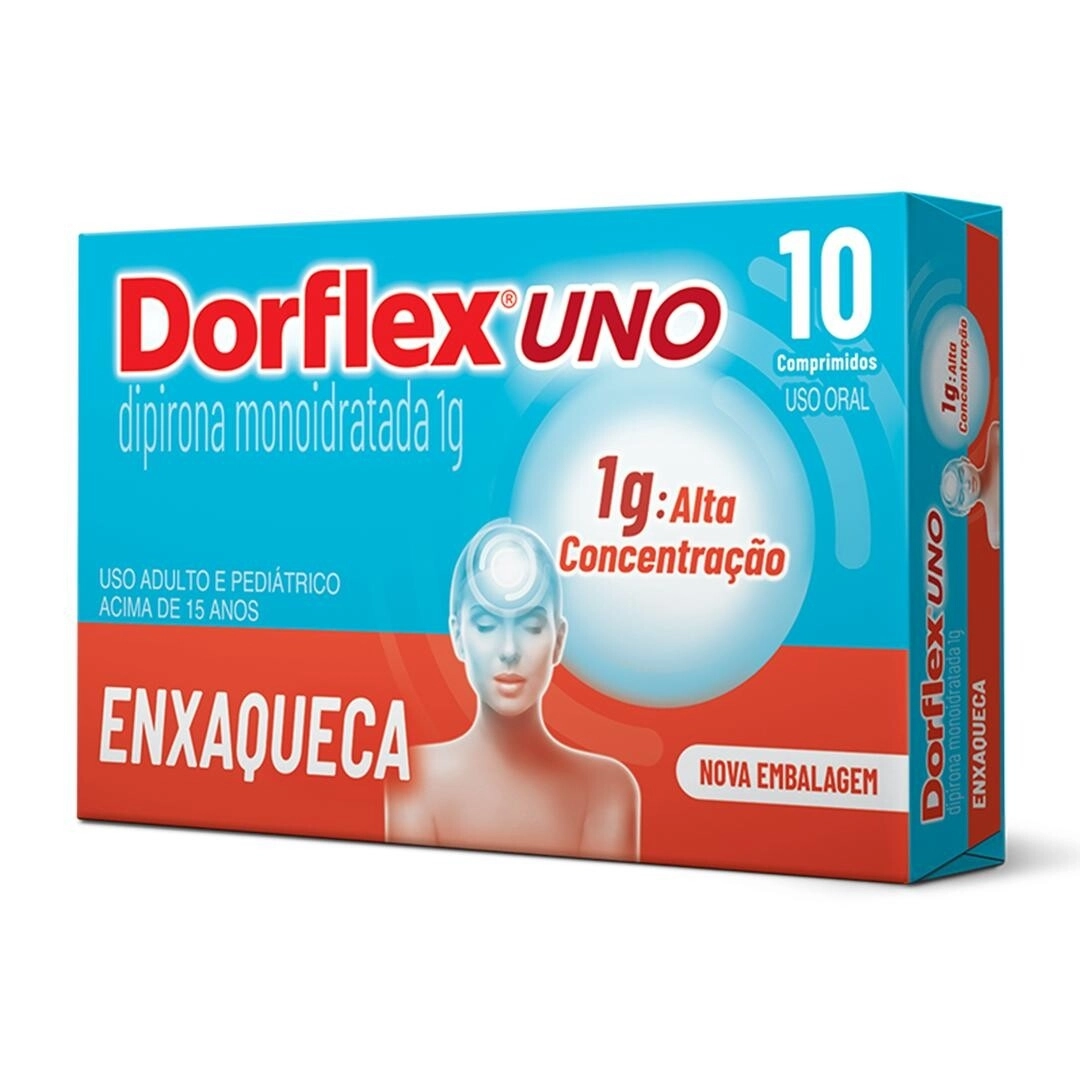 Dorflex® UNO
dipirona monoidratada 1g
10
Comprimidos
USO ORAL
1g: Alta
Concentração
USO ADULTO E PEDIÁTRICO
ACIMA DE 15 ANOS
ENXAQUECA
NOVA EMBALAGEM
1g: Alta
Concentração
Dorflex® UNO
dipirona monoidratada 1g
ENXAQUECA